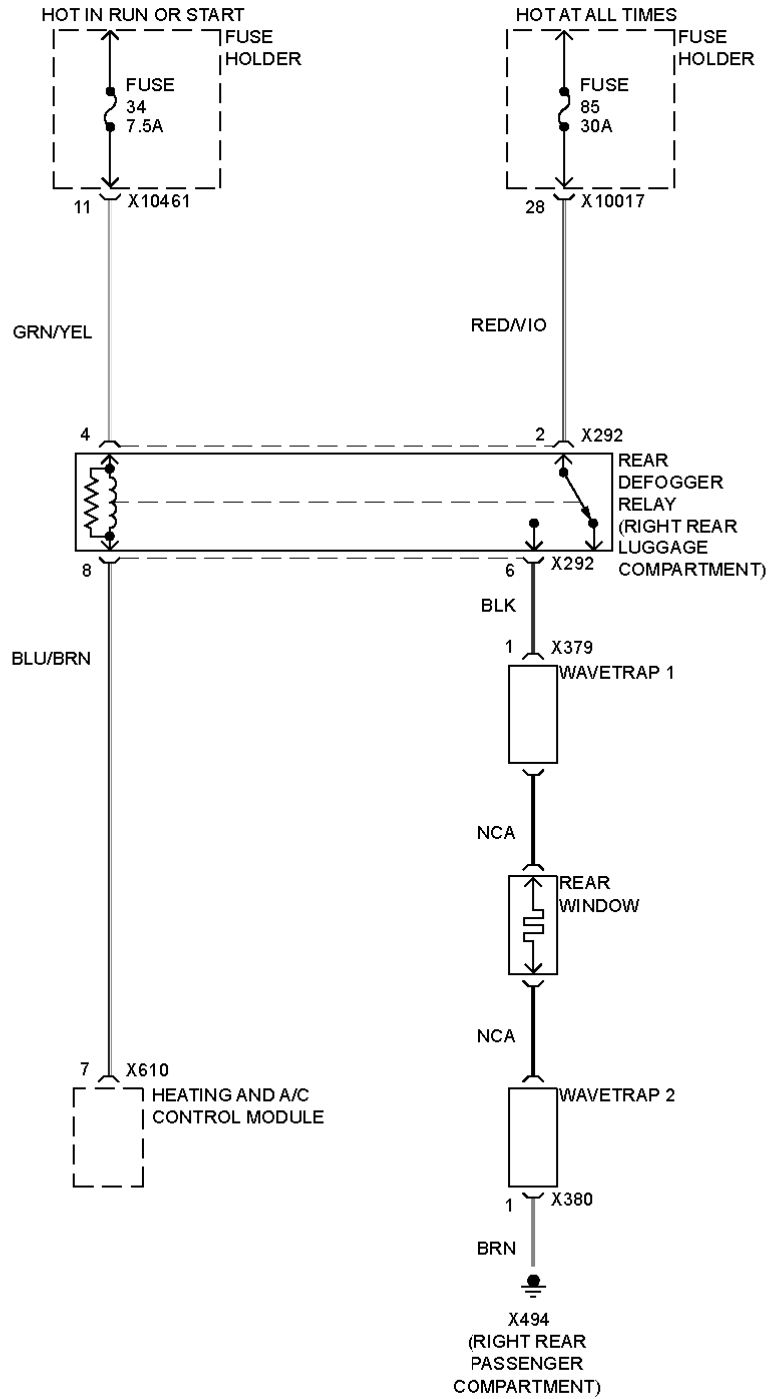 HOT IN RUN OR START
HOT AT ALL TIMES
FUSE
HOLDER
FUSE
34
7.5A
FUSE
HOLDER
FUSE
85
30A
11
X10461
28
X10017
GRN/YEL
RED/VIO
4
2
X292
REAR
DEFOGGER
RELAY
(RIGHT REAR
LUGGAGE
COMPARTMENT)
8
6
X292
BLK
BLU/BRN
1
X379
WAVETRAP 1
NCA
REAR
WINDOW
NCA
7
X610
HEATING AND A/C
CONTROL MODULE
WAVETRAP 2
1
X380
BRN
X494
(RIGHT REAR
PASSENGER
COMPARTMENT)